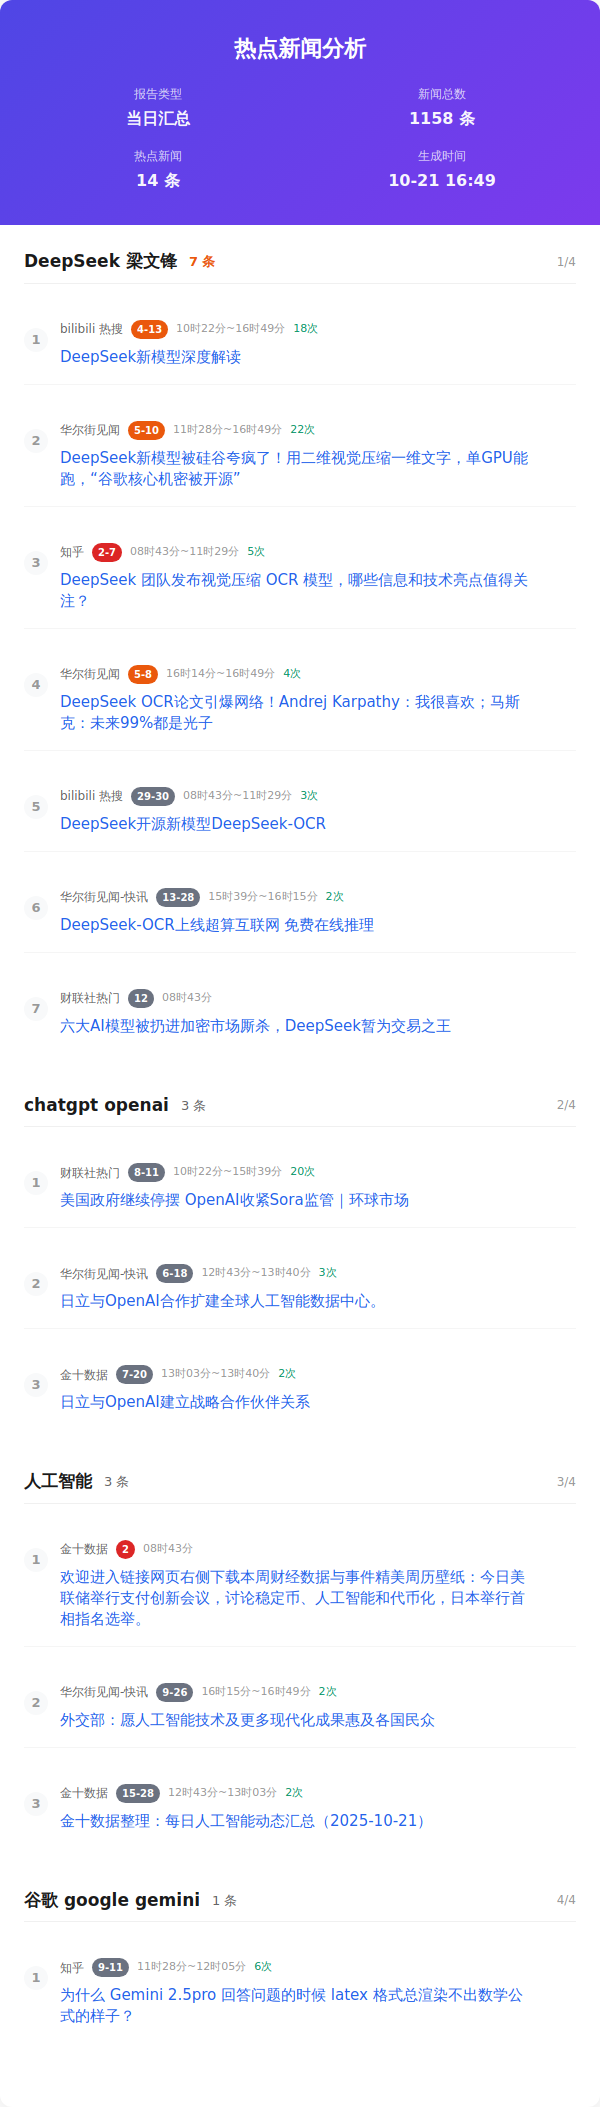 热点新闻分析
报告类型
新闻总数
当日汇总
1158 条
热点新闻
生成时间
14 条
10-21 16:49
DeepSeek 梁文锋 7 条 1/4
1
bilibili 热搜 4-13 10时22分~16时49分 18次
DeepSeek新模型深度解读
2
华尔街见闻 5-10 11时28分~16时49分 22次
DeepSeek新模型被硅谷夸疯了！用二维视觉压缩一维文字，单GPU能
跑，“谷歌核心机密被开源”
3
知乎 2-7 08时43分~11时29分 5次
DeepSeek 团队发布视觉压缩 OCR 模型，哪些信息和技术亮点值得关
注？
4
华尔街见闻 5-8 16时14分~16时49分 4次
DeepSeek OCR论文引爆网络！Andrej Karpathy：我很喜欢；马斯
克：未来99%都是光子
5
bilibili 热搜 29-30 08时43分~11时29分 3次
DeepSeek开源新模型DeepSeek-OCR
6
华尔街见闻-快讯 13-28 15时39分~16时15分 2次
DeepSeek-OCR上线超算互联网 免费在线推理
7
财联社热门 12 08时43分
六大AI模型被扔进加密市场厮杀，DeepSeek暂为交易之王
chatgpt openai 3 条 2/4
1
财联社热门 8-11 10时22分~15时39分 20次
美国政府继续停摆 OpenAI收紧Sora监管｜环球市场
2
华尔街见闻-快讯 6-18 12时43分~13时40分 3次
日立与OpenAI合作扩建全球人工智能数据中心。
3
金十数据 7-20 13时03分~13时40分 2次
日立与OpenAI建立战略合作伙伴关系
人工智能 3 条 3/4
1
金十数据 2 08时43分
欢迎进入链接网页右侧下载本周财经数据与事件精美周历壁纸：今日美
联储举行支付创新会议，讨论稳定币、人工智能和代币化，日本举行首
相指名选举。
2
华尔街见闻-快讯 9-26 16时15分~16时49分 2次
外交部：愿人工智能技术及更多现代化成果惠及各国民众
3
金十数据 15-28 12时43分~13时03分 2次
金十数据整理：每日人工智能动态汇总（2025-10-21）
谷歌 google gemini 1 条 4/4
1
知乎 9-11 11时28分~12时05分 6次
为什么 Gemini 2.5pro 回答问题的时候 latex 格式总渲染不出数学公
式的样子？